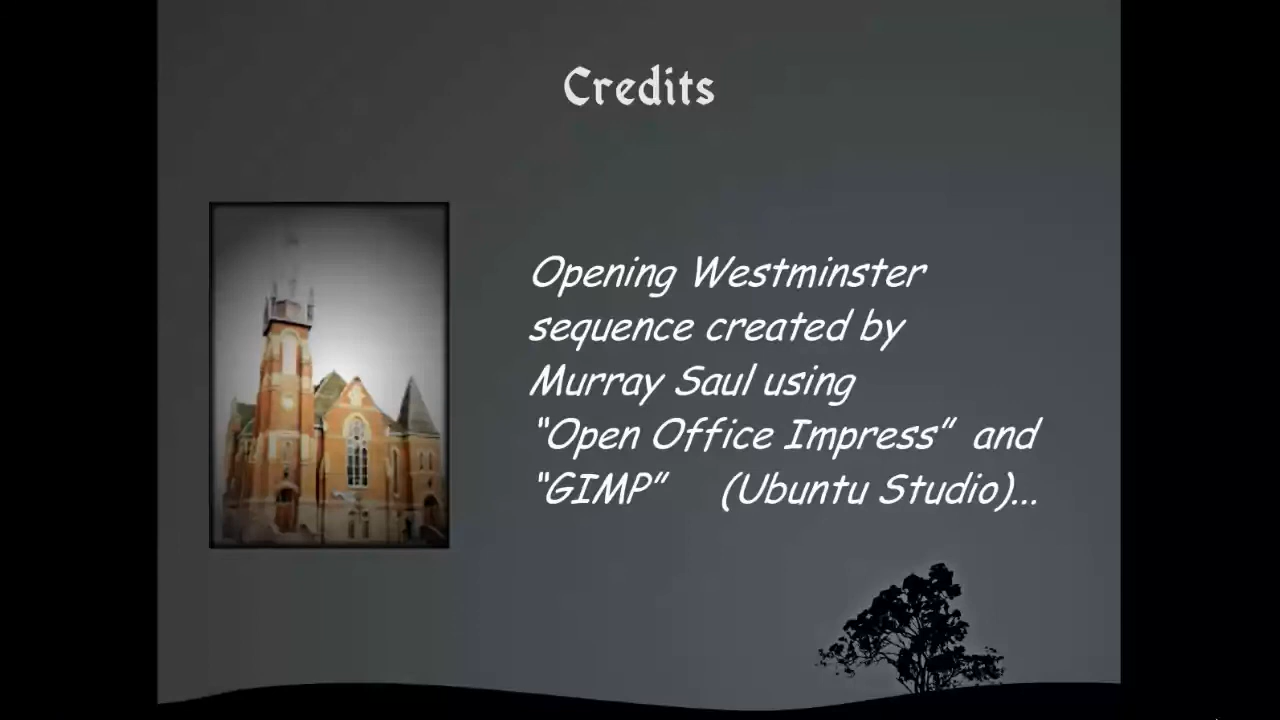 Credits
Opening Westminster
sequence created by
Murray Saul using
“Open Office Impress” and
“GIMP” (Ubuntu Studio)...